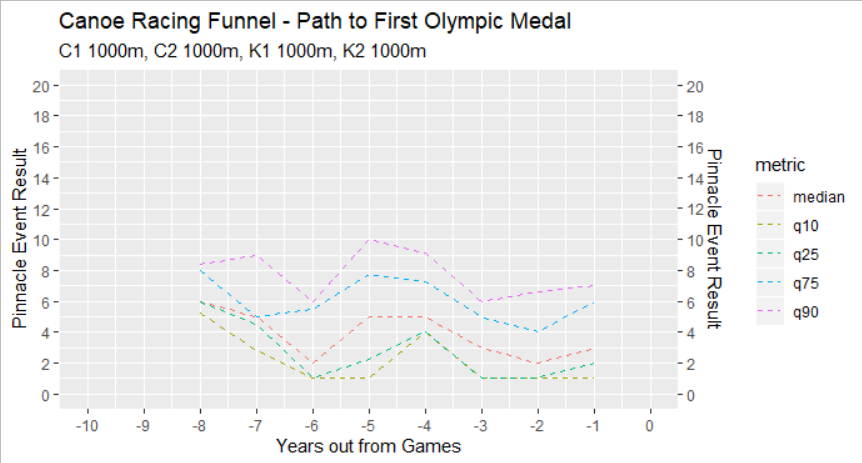 Canoe Racing Funnel - Path to First Olympic Medal
C1 1000m, C2 1000m, K1 1000m, K2 1000m
Pinnacle Event Result
20
18
16
14
12
10
8
6
4
2
0
20
18
16
14
12
10
8
6
4
2
0
Pinnacle Event Result
-10 -9 -8 -7 -6 -5 -4 -3 -2 -1 0
Years out from Games
metric
median
q10
q25
q75
q90